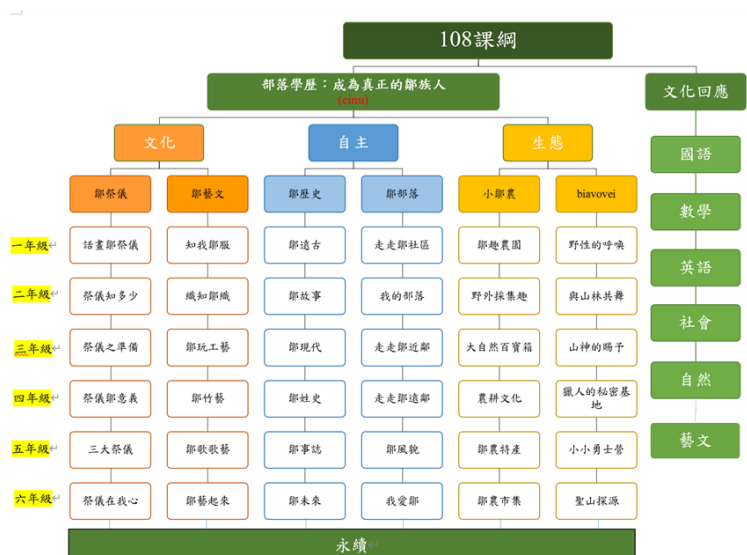 108課綱
部落學歷：成為真正的鄒族人
(einu)
文化回應
文化
自主
生態
國語
數學
英語
社會
自然
藝文
鄒祭儀
鄒藝文
鄒歷史
鄒部落
小鄒農
biavovei
一年級
話畫鄒祭儀
知我鄒服
鄒遠古
走走鄒社區
鄒趣農園
野性的呼喚
二年級
祭儀知多少
織知鄒織
鄒故事
我的部落
野外採集趣
與山林共舞
三年級
祭儀之準備
鄒玩工藝
鄒現代
走走鄒近鄰
大自然百寶箱
山神的賜予
四年級
祭儀鄒意義
鄒竹藝
鄒姓史
走走鄒遠鄰
農耕文化
獵人的秘密基
地
五年級
三大祭儀
鄒歌歌藝
鄒事誌
鄒風貌
鄒農特產
小小勇士營
六年級
祭儀在我心
鄒藝起來
鄒未來
我愛鄒
鄒農市集
聖山探源
永續